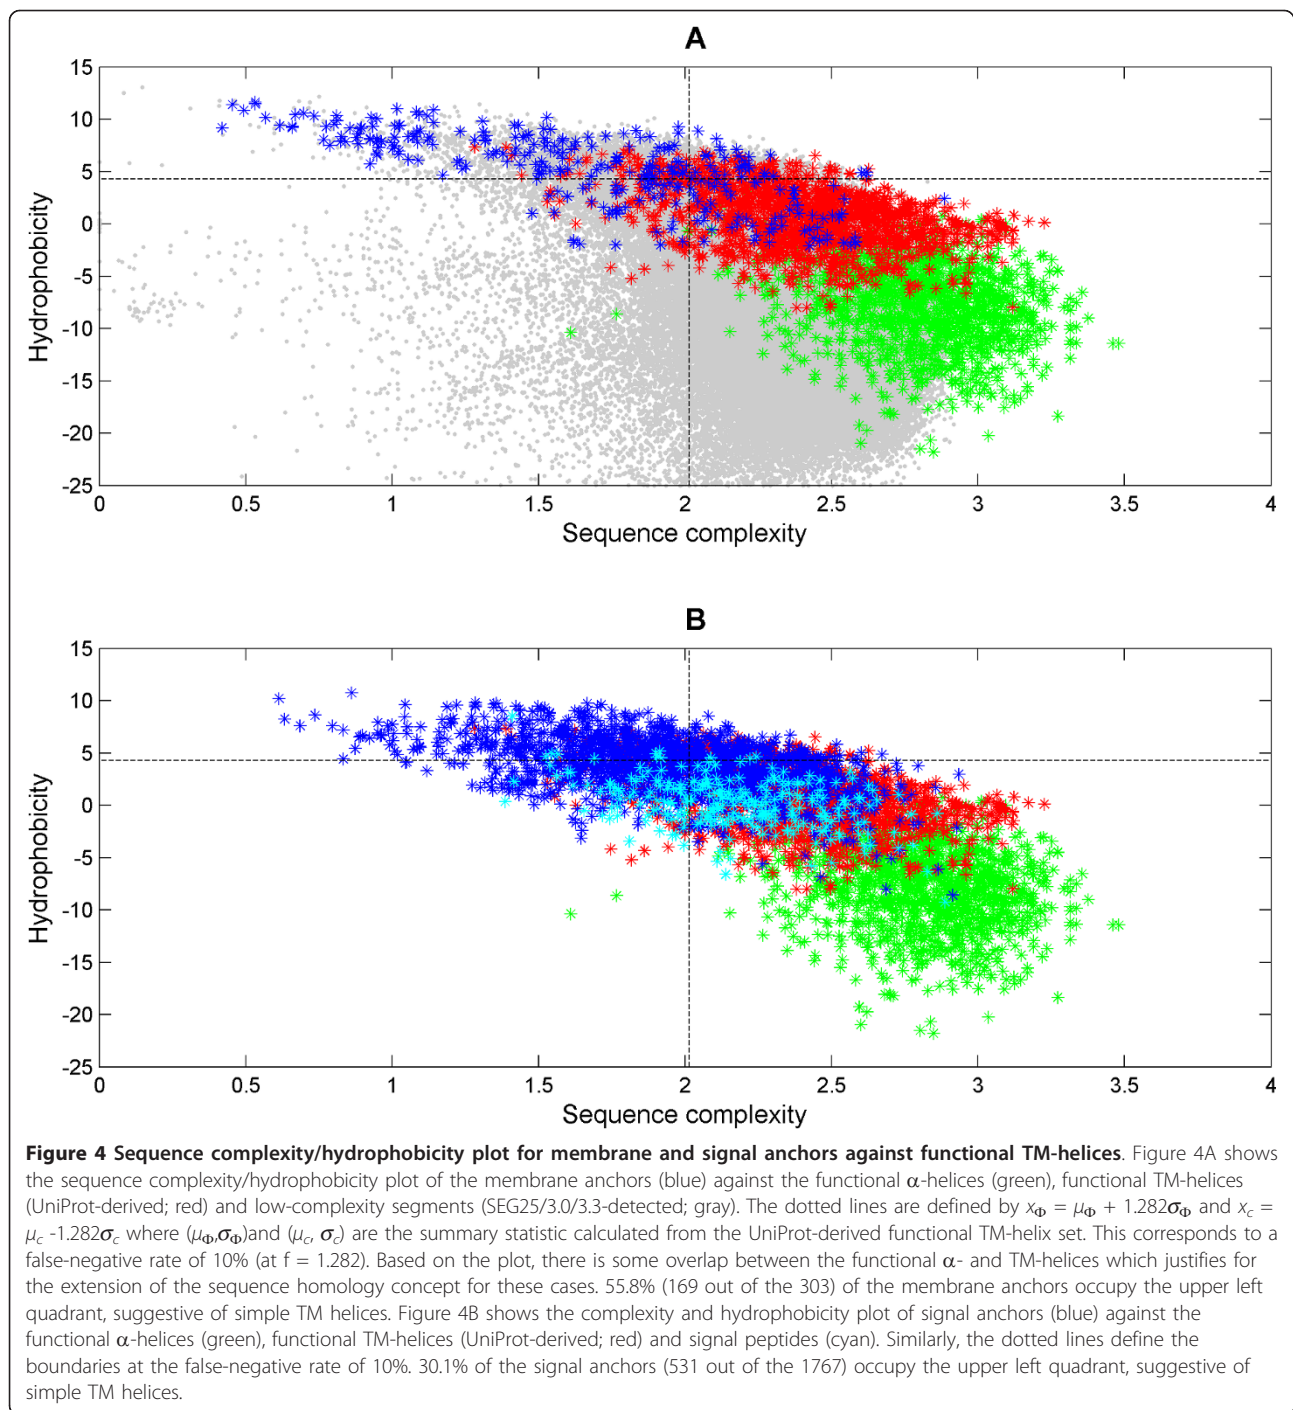 A
15
10
5
0
-5
-10
-15
-20
-25
Hydrophobicity
0 0.5 1 1.5 2 2.5 3 3.5 4
Sequence complexity
B
15
10
5
0
-5
-10
-15
-20
-25
Hydrophobicity
0 0.5 1 1.5 2 2.5 3 3.5 4
Sequence complexity
Figure 4 Sequence complexity/hydrophobicity plot for membrane and signal anchors against functional TM-helices. Figure 4A shows
the sequence complexity/hydrophobicity plot of the membrane anchors (blue) against the functional α-helices (green), functional TM-helices
(UniProt-derived; red) and low-complexity segments (SEG25/3.0/3.3-detected; gray). The dotted lines are defined by x_Φ = μ_Φ + 1.282σ_Φ and x_c =
μ_c -1.282σ_c where (μ_Φ,σ_Φ)and (μ_c, σ_c) are the summary statistic calculated from the UniProt-derived functional TM-helix set. This corresponds to a
false-negative rate of 10% (at f = 1.282). Based on the plot, there is some overlap between the functional α- and TM-helices which justifies for
the extension of the sequence homology concept for these cases. 55.8% (169 out of the 303) of the membrane anchors occupy the upper left
quadrant, suggestive of simple TM helices. Figure 4B shows the complexity and hydrophobicity plot of signal anchors (blue) against the
functional α-helices (green), functional TM-helices (UniProt-derived; red) and signal peptides (cyan). Similarly, the dotted lines define the
boundaries at the false-negative rate of 10%. 30.1% of the signal anchors (531 out of the 1767) occupy the upper left quadrant, suggestive of
simple TM helices.